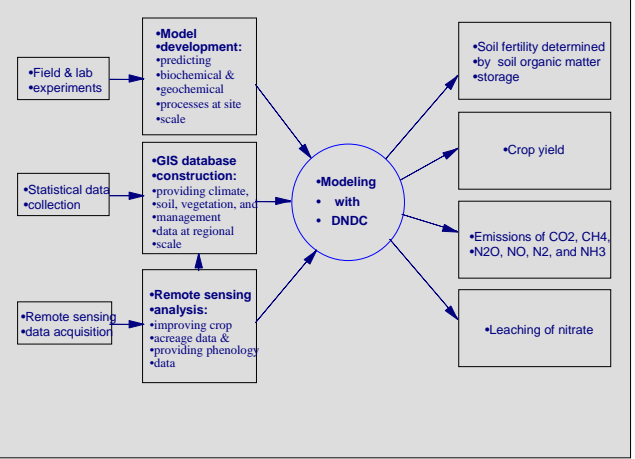 •Field & lab
•experiments
•Statistical data
•collection
•Remote sensing
•data acquisition
•Model
•development:
•predicting
•biochemical &
•geochemical
•processes at site
•scale
•GIS database
•construction:
•providing climate,
•soil, vegetation, and
•management
•data at regional
•scale
•Remote sensing
•analysis:
•improving crop
•acreage data &
•providing phenology
•data
•Modeling
• with
• DNDC
•Soil fertility determined
•by soil organic matter
•storage
•Crop yield
•Emissions of CO2, CH4,
•N2O, NO, N2, and NH3
•Leaching of nitrate